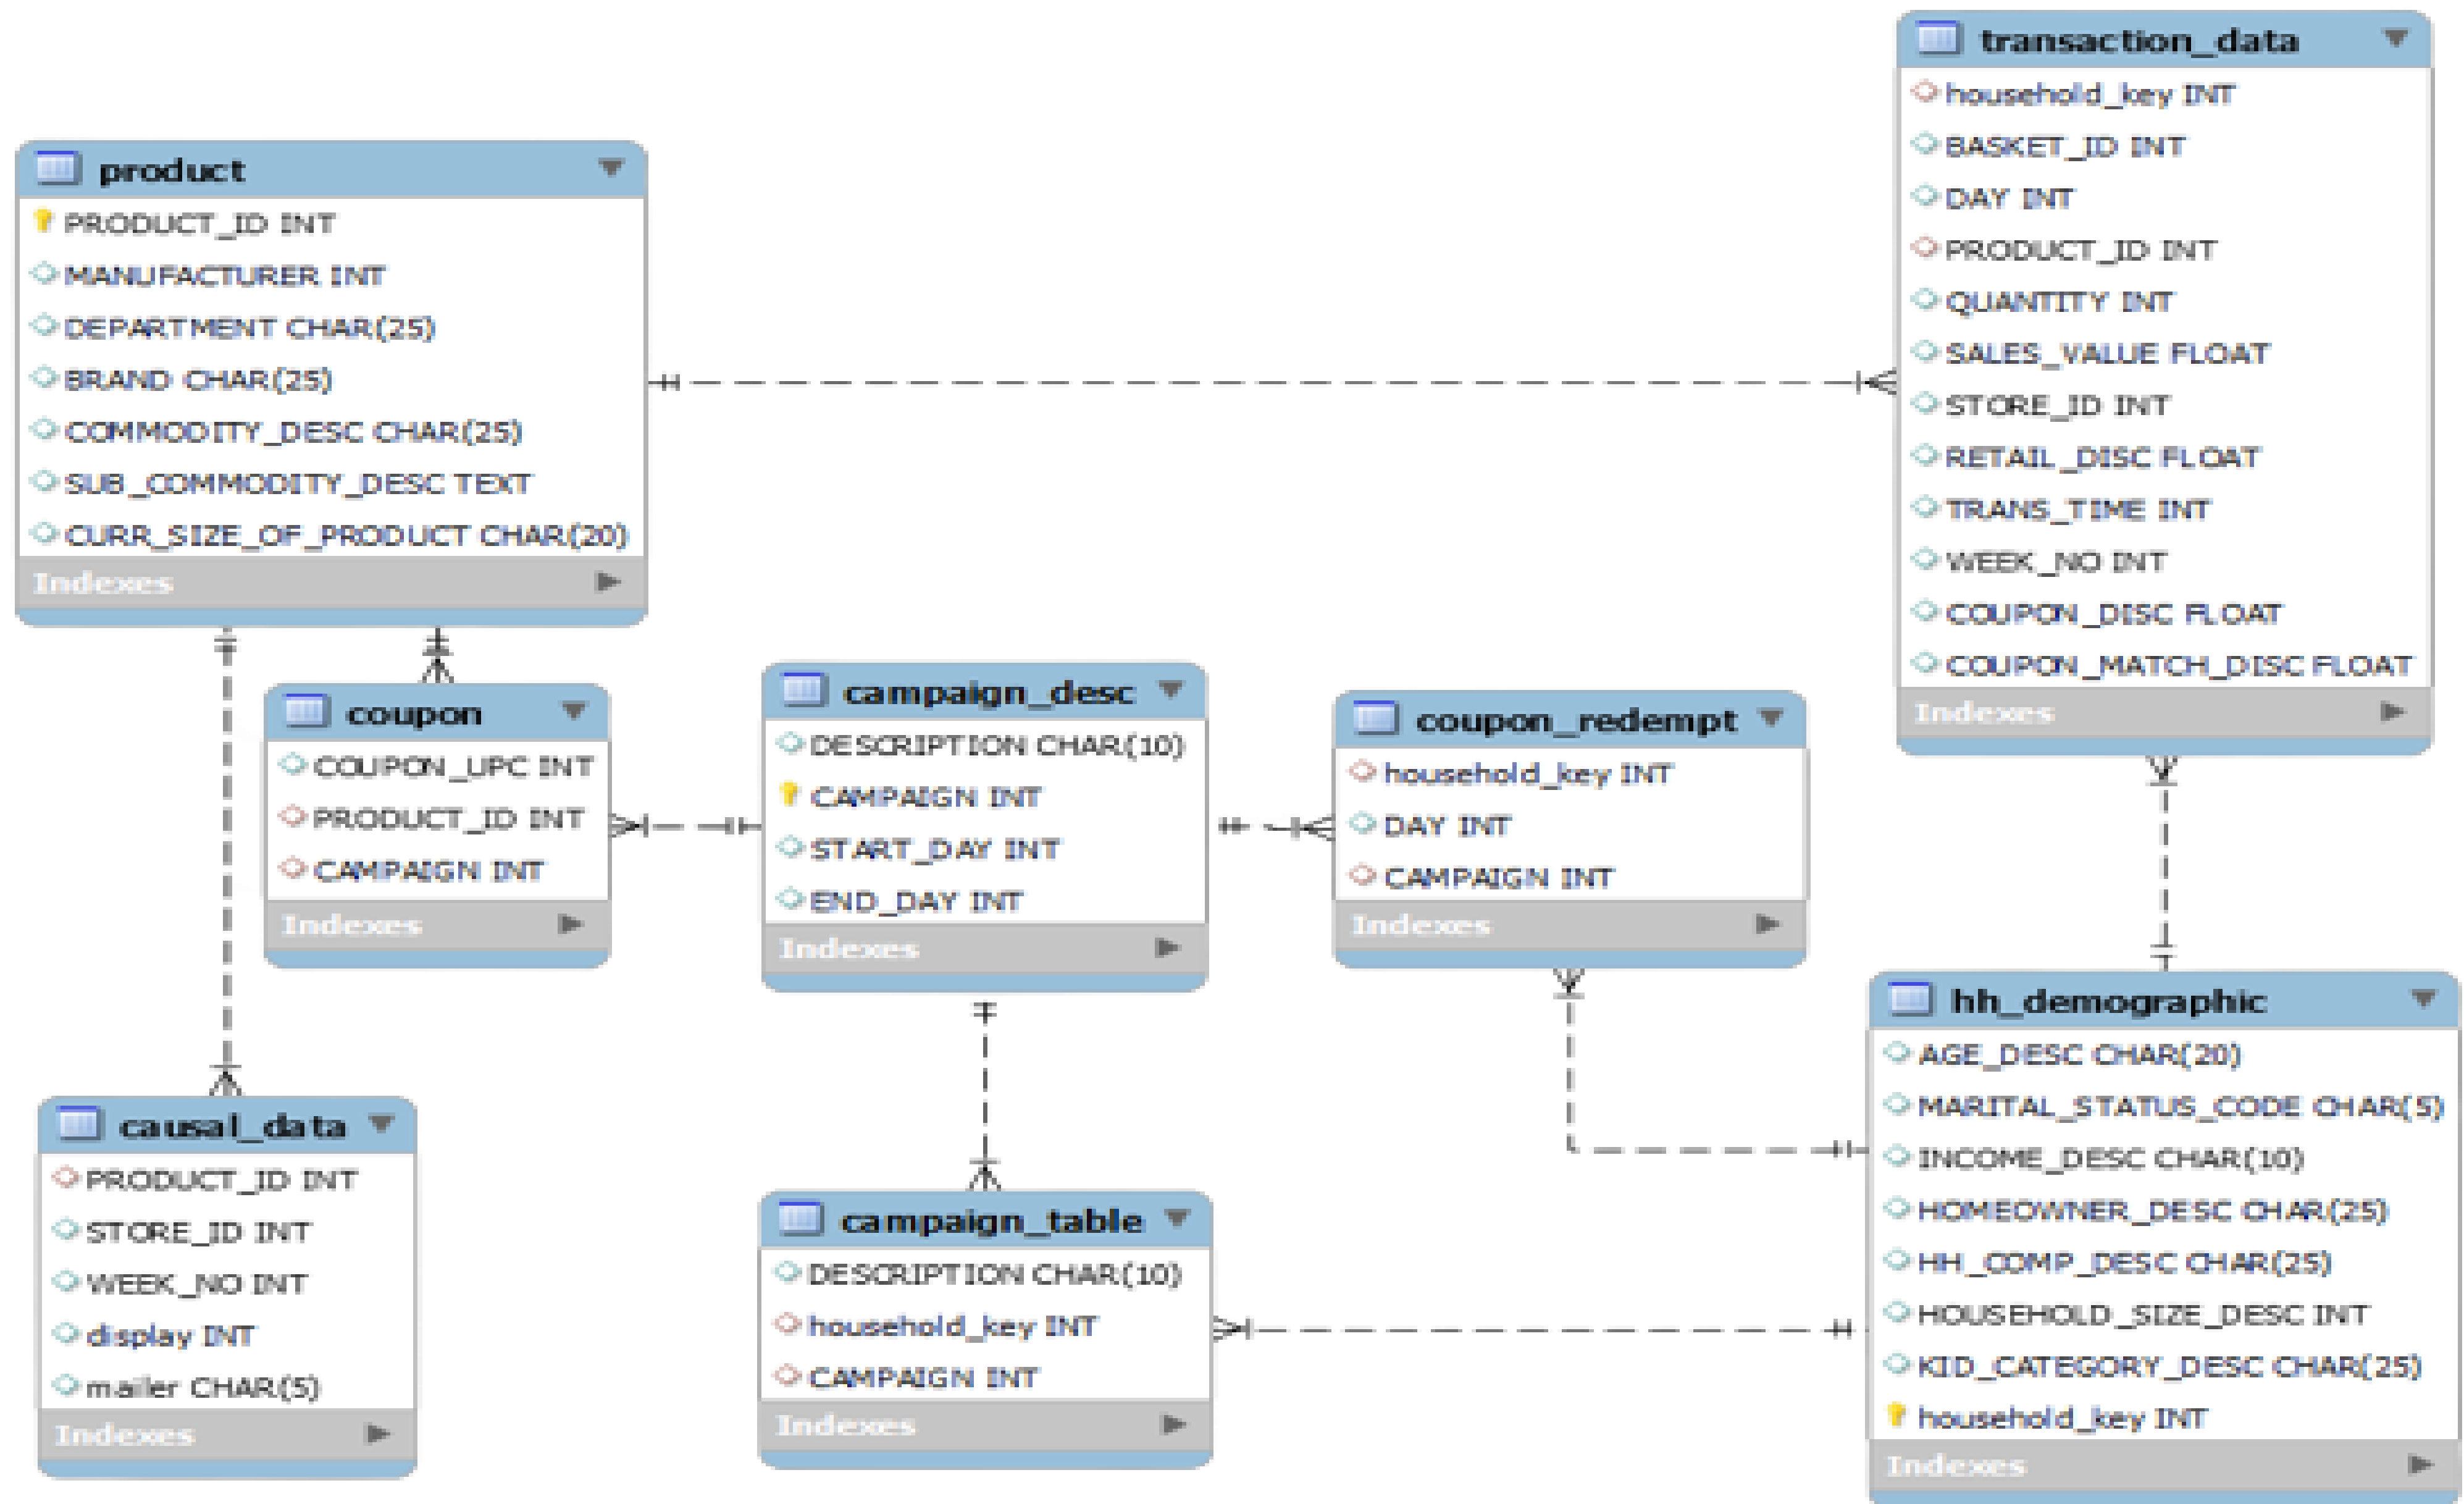 product
PRODUCT_ID INT
MANUFACTURER INT
DEPARTMENT CHAR(25)
BRAND CHAR(25)
COMMODITY_DESC CHAR(25)
SUB_COMMODITY_DESC TEXT
CURR_SIZE_OF_PRODUCT CHAR(20)
Indexes
transaction_data
household_key INT
BASKET_ID INT
DAY INT
PRODUCT_ID INT
QUANTITY INT
SALES_VALUE FLOAT
STORE_ID INT
RETAIL_DISC FLOAT
TRANS_TIME INT
WEEK_NO INT
COUPON_DISC FLOAT
COUPON_MATCH_DISC FLOAT
Indexes
coupon
COUPON_UPC INT
PRODUCT_ID INT
CAMPAIGN INT
Indexes
campaign_desc
DESCRIPTION CHAR(10)
CAMPAIGN INT
START_DAY INT
END_DAY INT
Indexes
coupon_redempt
household_key INT
DAY INT
CAMPAIGN INT
Indexes
causal_data
PRODUCT_ID INT
STORE_ID INT
WEEK_NO INT
display INT
mailer CHAR(5)
Indexes
campaign_table
DESCRIPTION CHAR(10)
household_key INT
CAMPAIGN INT
Indexes
hh_demographic
AGE_DESC CHAR(20)
MARITAL_STATUS_CODE CHAR(5)
INCOME_DESC CHAR(10)
HOMEOWNER_DESC CHAR(25)
HH_COMP_DESC CHAR(25)
HOUSEHOLD_SIZE_DESC INT
KID_CATEGORY_DESC CHAR(25)
household_key INT
Indexes